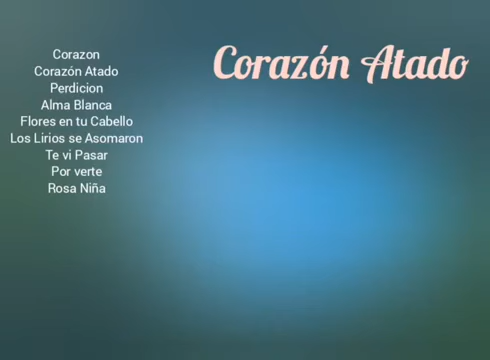 Corazón Atado
Corazon
Corazón Atado
Perdicion
Alma Blanca
Flores en tu Cabello
Los Lirios se Asomaron
Te vi Pasar
Por verte
Rosa Niña